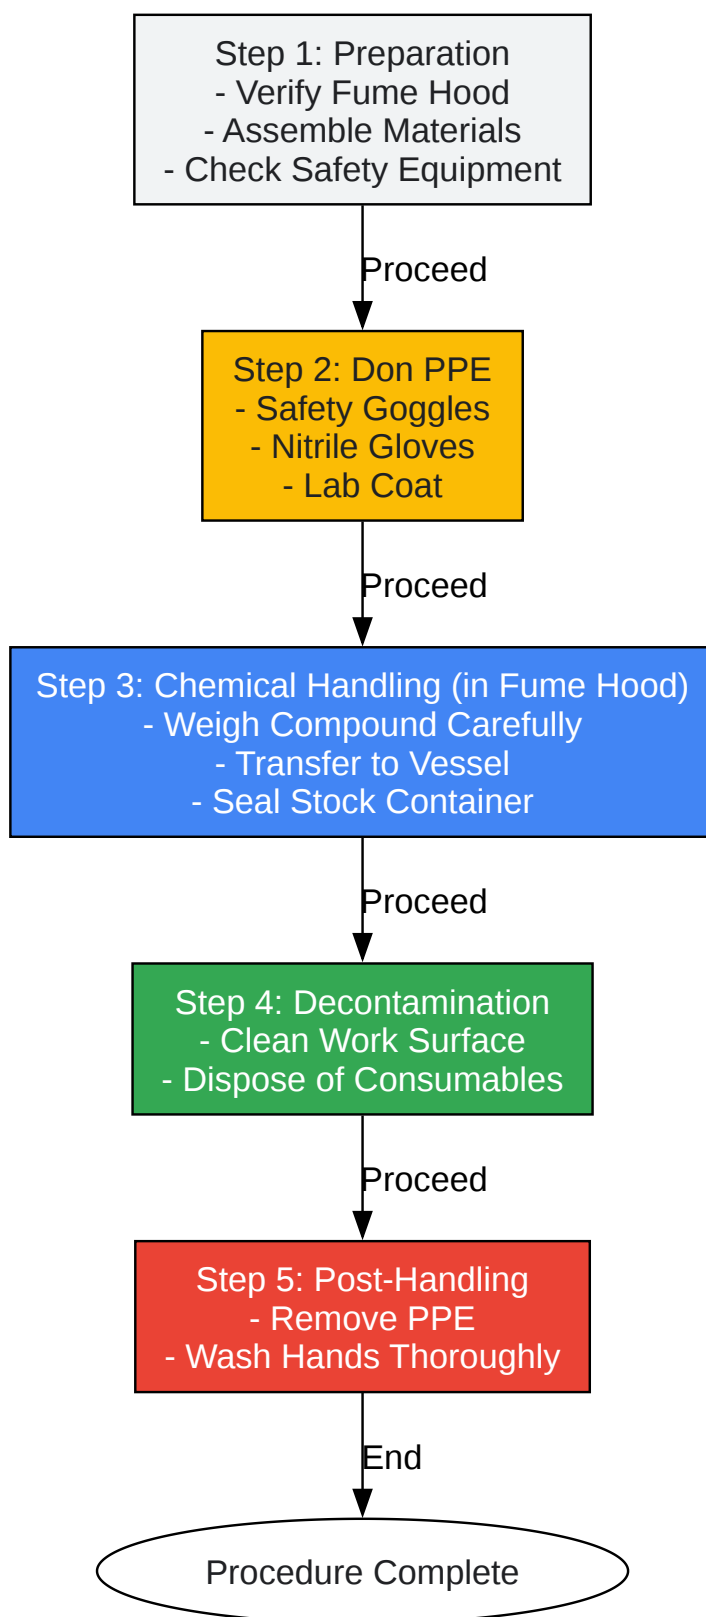 Step 1: Preparation
- Verify Fume Hood
- Assemble Materials
- Check Safety Equipment
Proceed
Step 2: Don PPE
- Safety Goggles
- Nitrile Gloves
- Lab Coat
Proceed
Step 3: Chemical Handling (in Fume Hood)
- Weigh Compound Carefully
- Transfer to Vessel
- Seal Stock Container
Proceed
Step 4: Decontamination
- Clean Work Surface
- Dispose of Consumables
Proceed
Step 5: Post-Handling
- Remove PPE
- Wash Hands Thoroughly
End
Procedure Complete